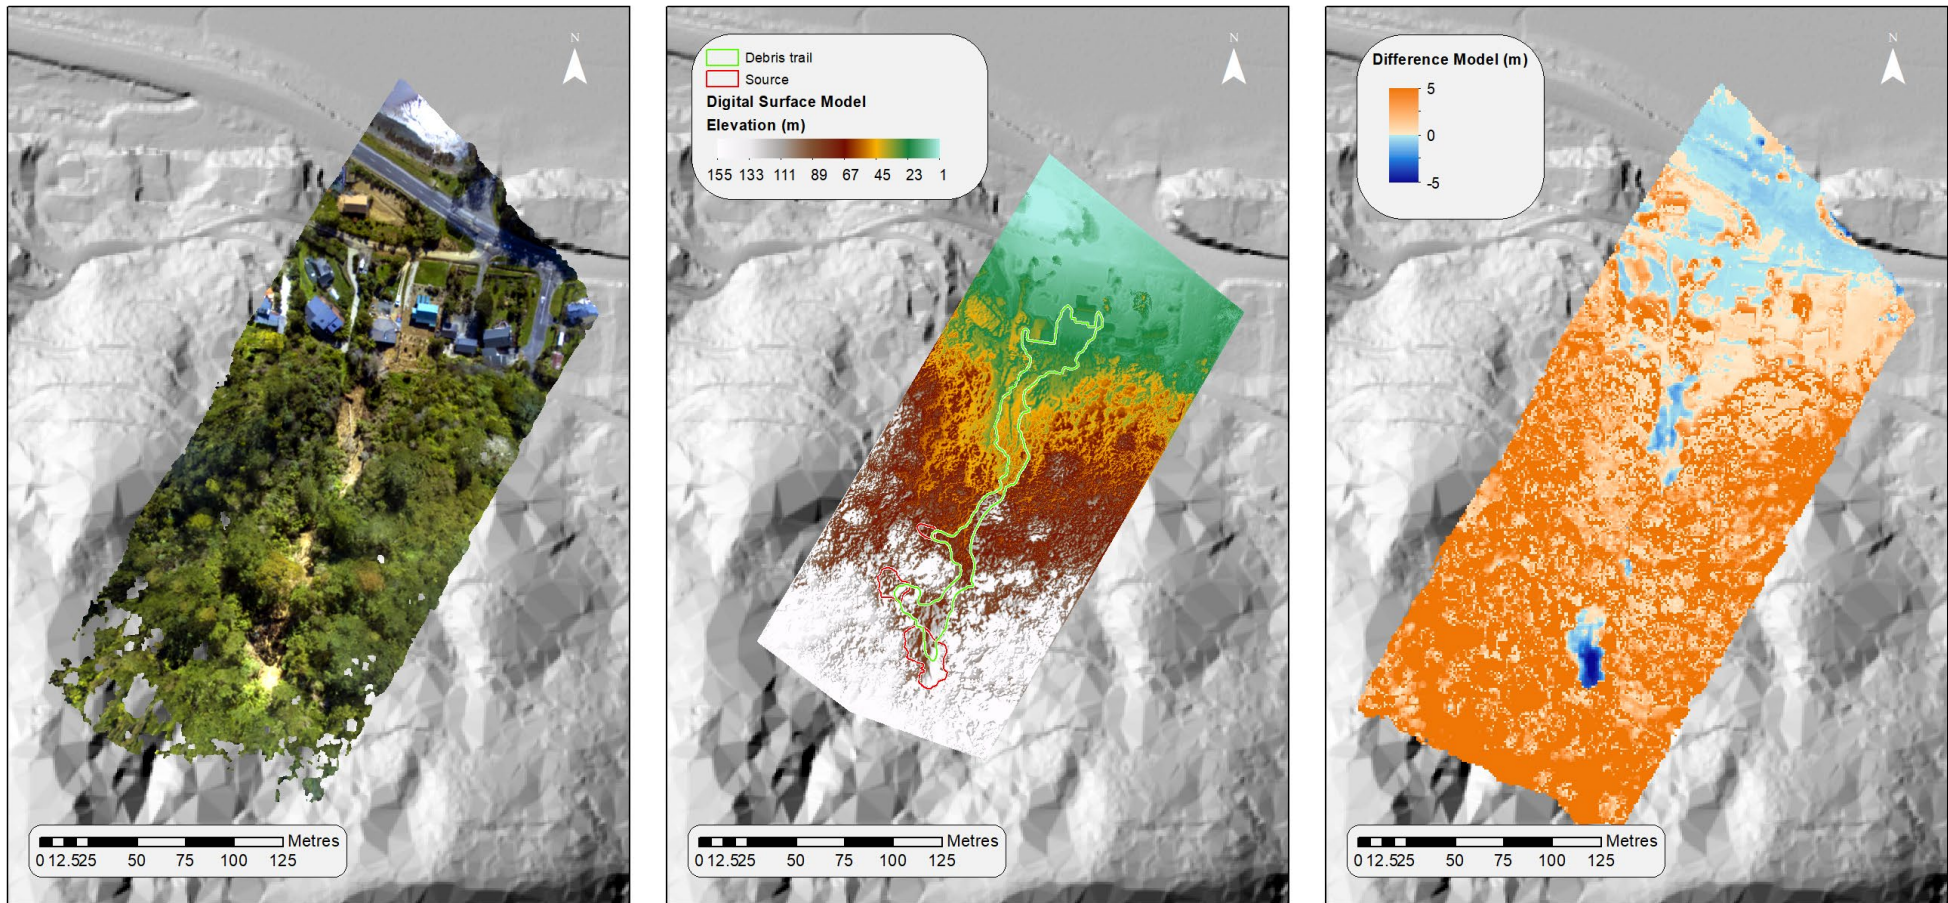 N
0 12.525 50 75 100 125 Metres
N
Debris trail
Source
Digital Surface Model
Elevation (m)
155 133 111 89 67 45 23 1
0 12.525 50 75 100 125 Metres
N
Difference Model (m)
5
0
-5
0 12.525 50 75 100 125 Metres